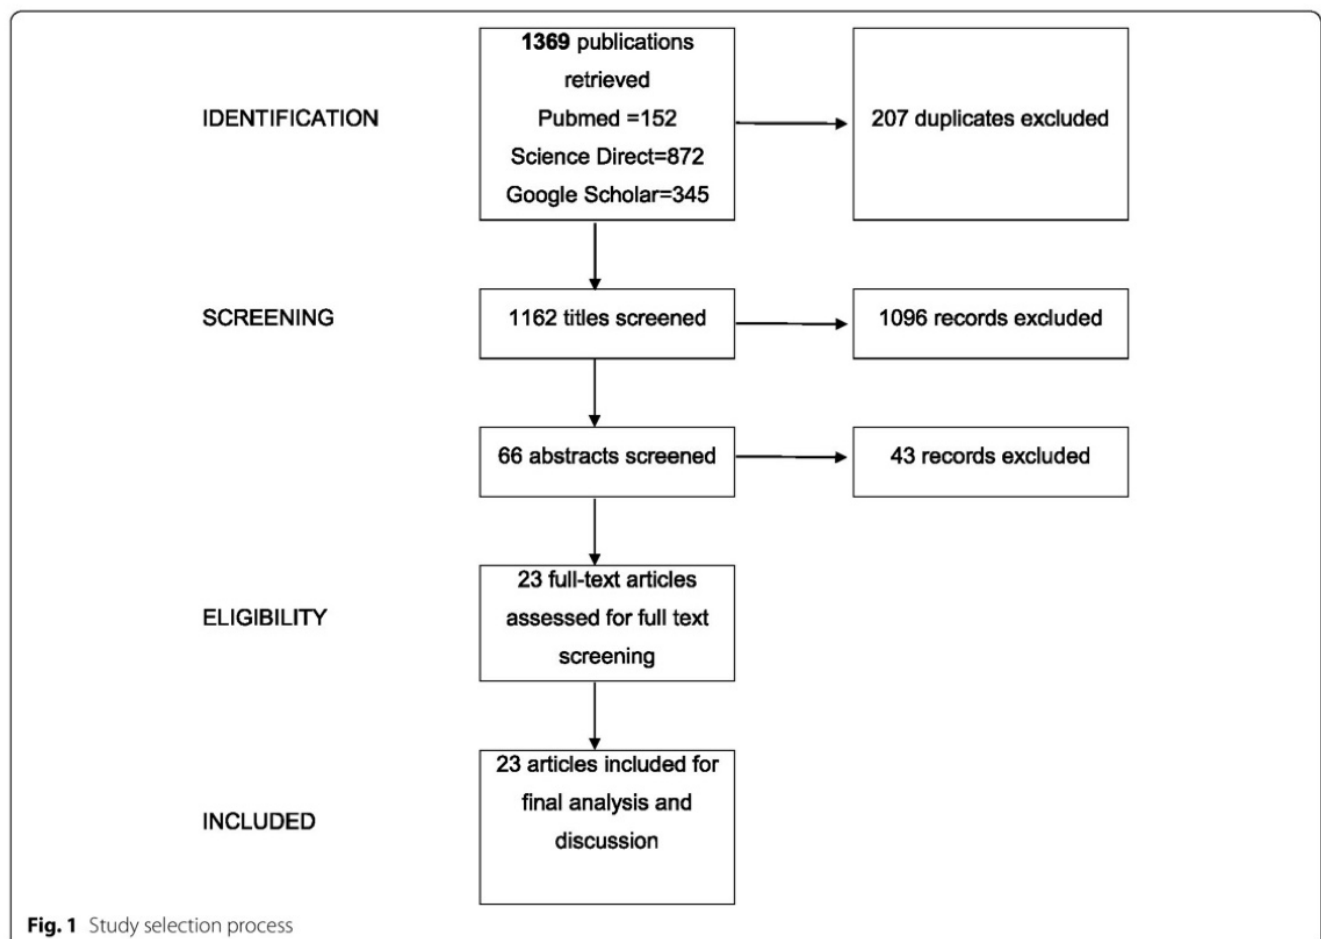 1369 publications
retrieved
Pubmed =152
Science Direct=872
Google Scholar=345
IDENTIFICATION
207 duplicates excluded
SCREENING
1162 titles screened
1096 records excluded
66 abstracts screened
43 records excluded
ELIGIBILITY
23 full-text articles
assessed for full text
screening
INCLUDED
23 articles included for
final analysis and
discussion
Fig. 1 Study selection process